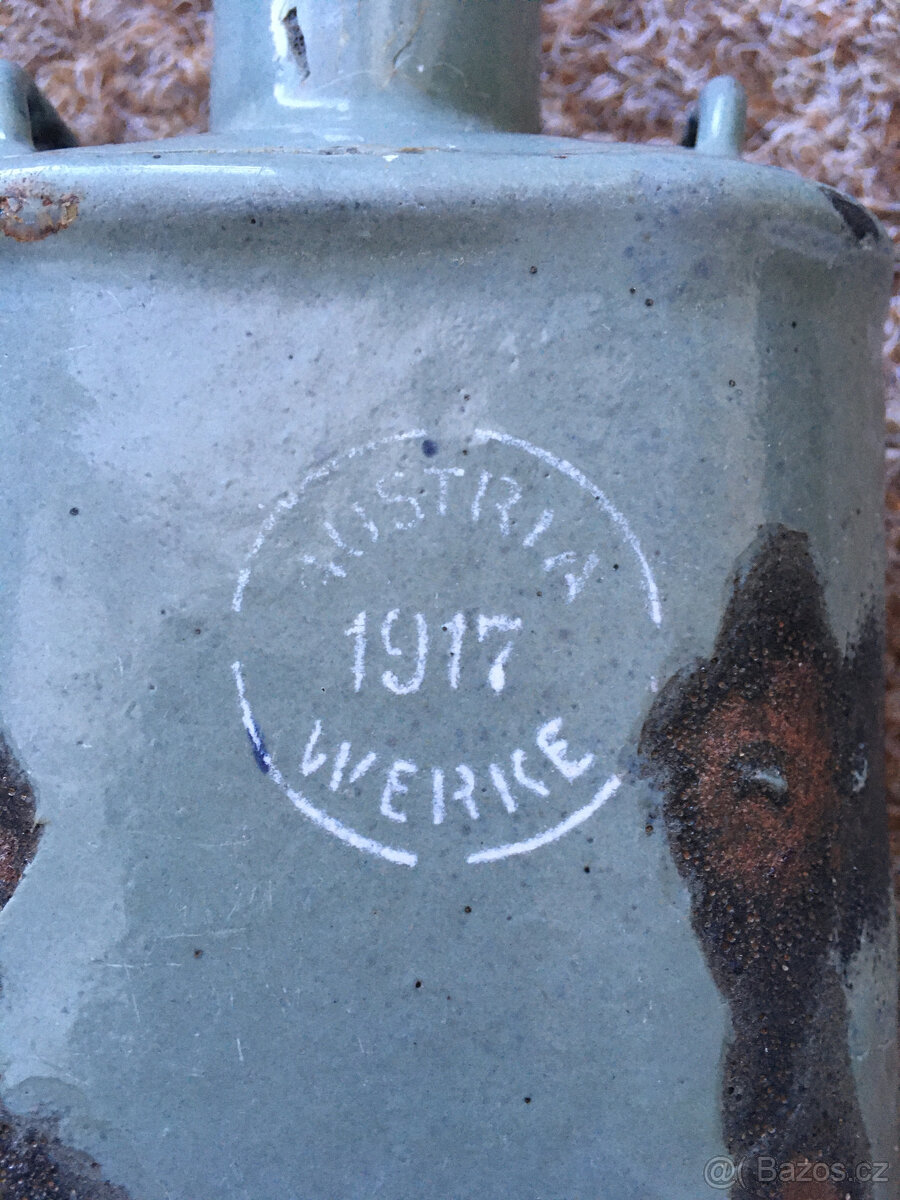 AUSTRIA
1917
WERKE
@( Bazos.cz